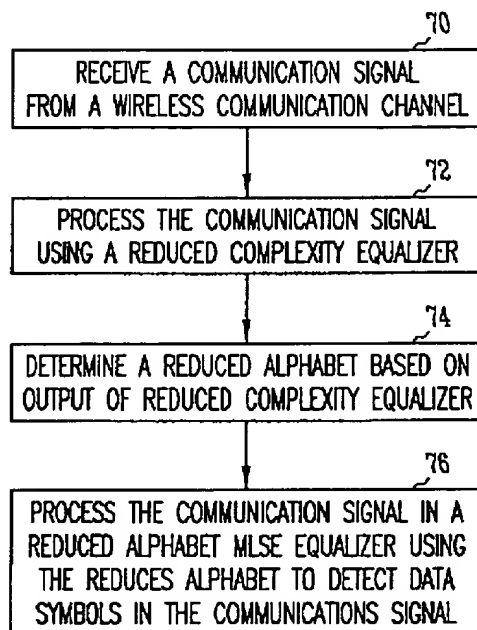 70
RECEIVE A COMMUNICATION SIGNAL
FROM A WIRELESS COMMUNICATION CHANNEL
72
PROCESS THE COMMUNICATION SIGNAL
USING A REDUCED COMPLEXITY EQUALIZER
74
DETERMINE A REDUCED ALPHABET BASED ON
OUTPUT OF REDUCED COMPLEXITY EQUALIZER
76
PROCESS THE COMMUNICATION SIGNAL IN A
REDUCED ALPHABET MLSE EQUALIZER USING
THE REDUCES ALPHABET TO DETECT DATA
SYMBOLS IN THE COMMUNICATIONS SIGNAL